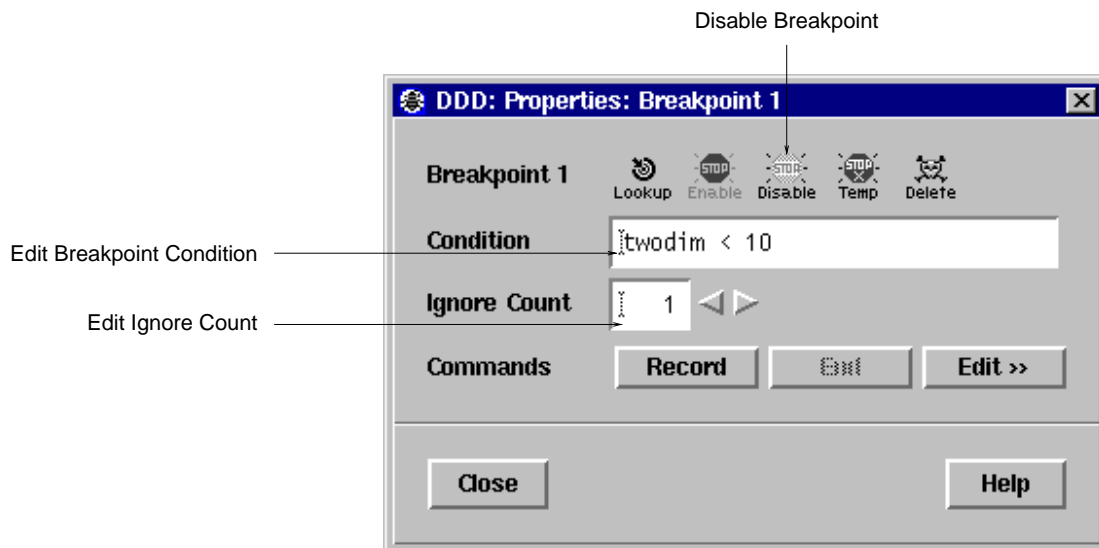 Disable Breakpoint
DDD: Properties: Breakpoint 1
Breakpoint 1
Lookup Enable Disable Temp Delete
Edit Breakpoint Condition
Condition twodim < 10
Edit Ignore Count
Ignore Count 1
Commands Record End Edit >>
Close Help